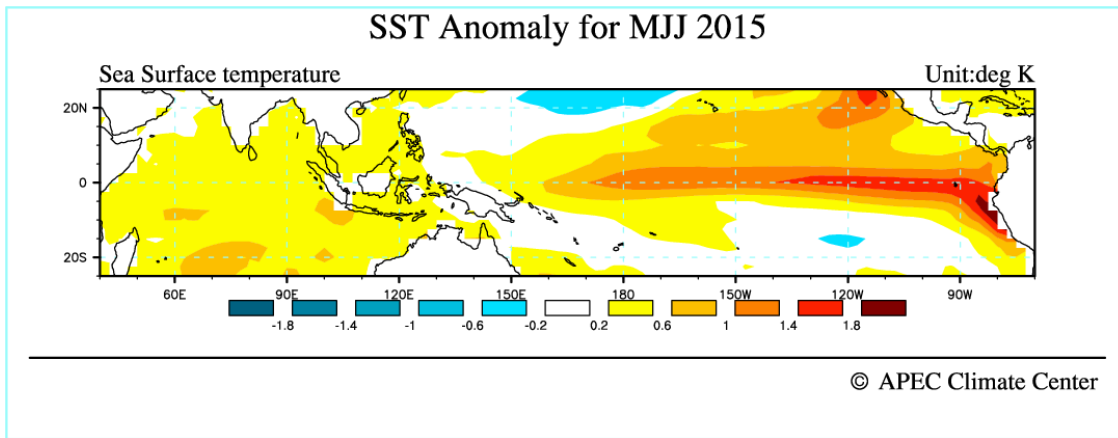 SST Anomaly for MJJ 2015
Sea Surface temperature Unit:deg K
20N
0
20S
60E 90E 120E 150E 180 150W 120W 90W
-1.8 -1.4 -1 -0.6 -0.2 0.2 0.6 1 1.4 1.8
© APEC Climate Center